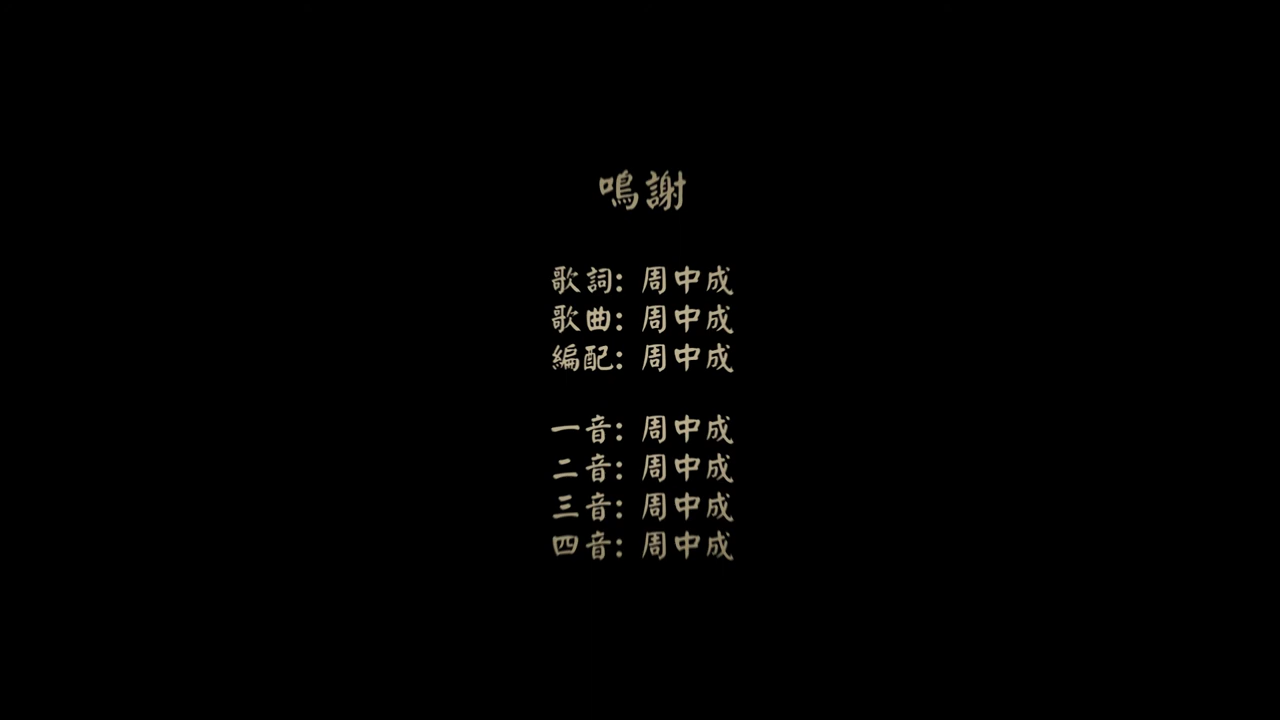 鳴謝
歌詞: 周中成
歌曲: 周中成
編配: 周中成
一音: 周中成
二音: 周中成
三音: 周中成
四音: 周中成